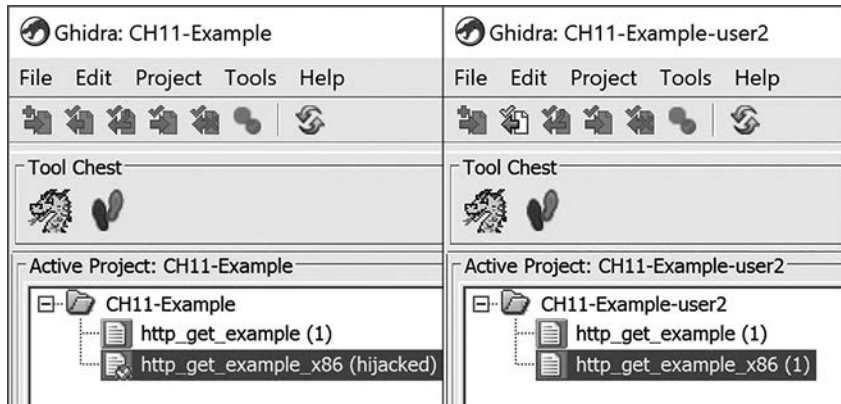 Ghidra: CH11-Example
File Edit Project Tools Help
Tool Chest
Active Project: CH11-Example
CH11-Example
http_get_example (1)
http_get_example_x86 (hijacked)
Ghidra: CH11-Example-user2
File Edit Project Tools Help
Tool Chest
Active Project: CH11-Example-user2
CH11-Example-user2
http_get_example (1)
http_get_example_x86 (1)